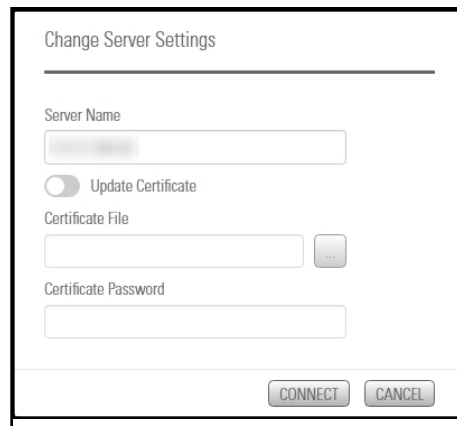 Change Server Settings
Server Name
Update Certificate
Certificate File
...
Certificate Password
CONNECT CANCEL